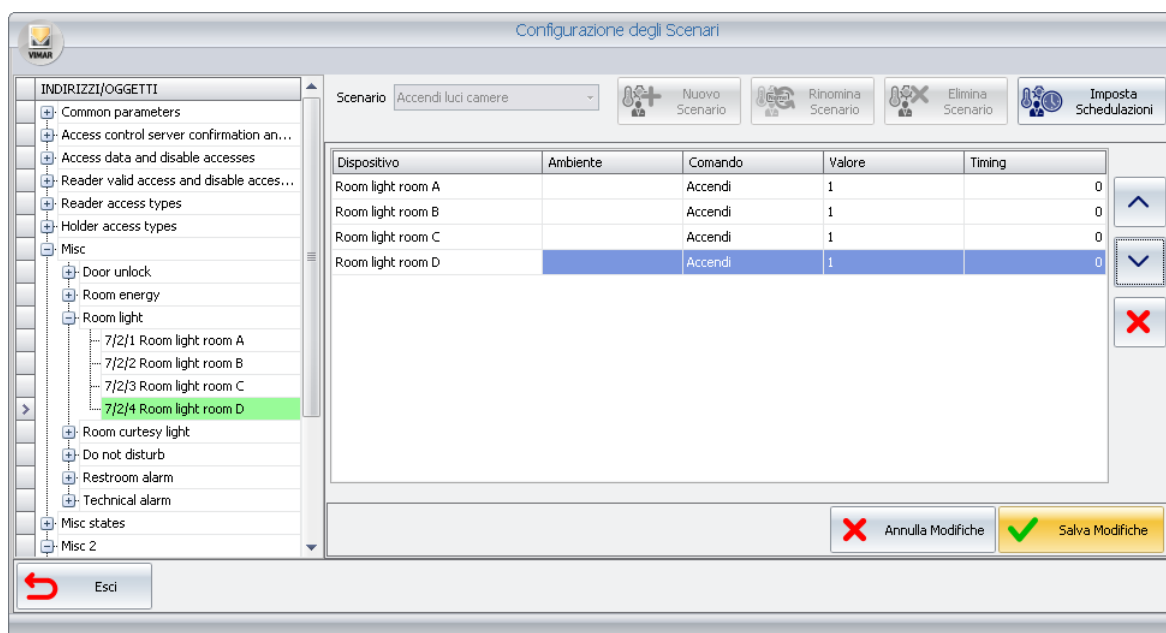 Configurazione degli Scenari
VIMAR
INDIRIZZI/OGGETTI
Common parameters
Access control server confirmation an...
Access data and disable accesses
Reader valid access and disable acces...
Reader access types
Holder access types
Misc
Door unlock
Room energy
Room light
7/2/1 Room light room A
7/2/2 Room light room B
7/2/3 Room light room C
7/2/4 Room light room D
Room curtesy light
Do not disturb
Restroom alarm
Technical alarm
Misc states
Misc 2
Scenario Accendi luci camere
Nuovo
Scenario
Rinomina
Scenario
Elimina
Scenario
Imposta
Schedulazioni
Dispositivo Ambiente Comando Valore Timing
Room light room A Accendi 1 0
Room light room B Accendi 1 0
Room light room C Accendi 1 0
Room light room D Accendi 1 0
Annulla Modifiche Salva Modifiche
Esci